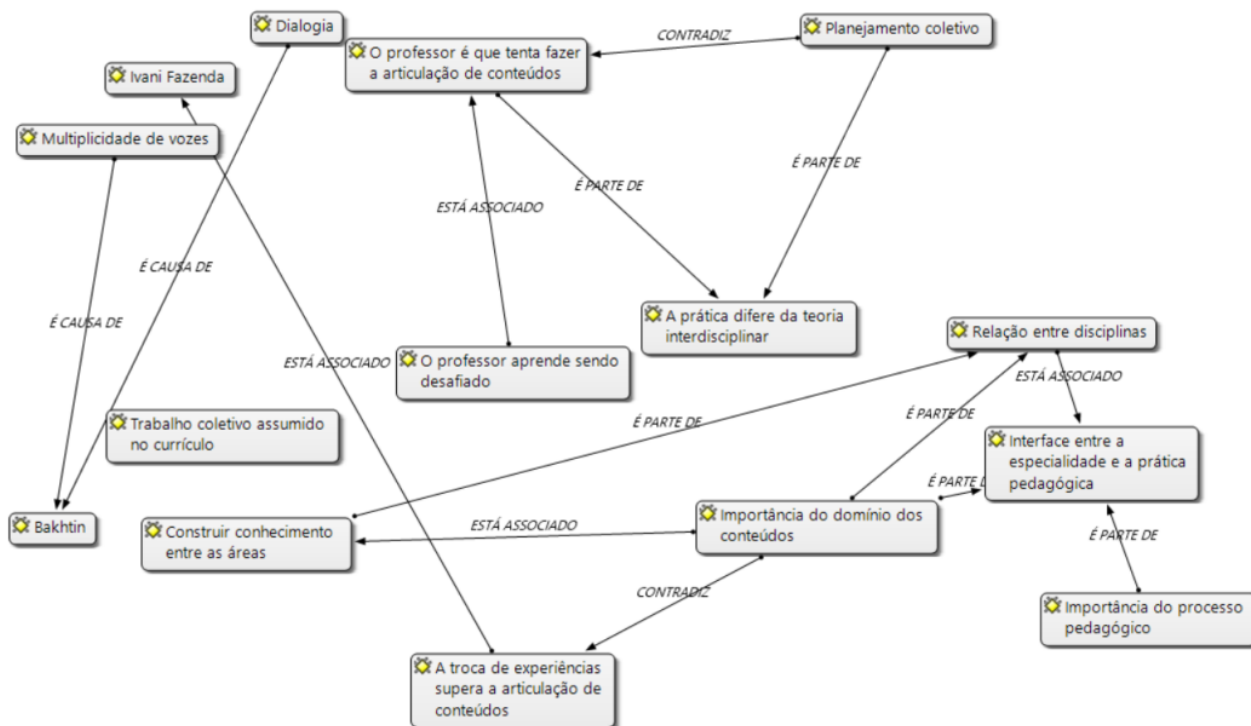 Dialogia
Planejamento coletivo
CONTRADIZ
O professor é que tenta fazer
a articulação de conteúdos
Ivani Fazenda
Multiplicidade de vozes
É PARTE DE
É PARTE DE
ESTÁ ASSOCIADO
É CAUSA DE
É CAUSA DE
A prática difere da teoria
interdisciplinar
Relação entre disciplinas
ESTÁ ASSOCIADO
O professor aprende sendo
desafiado
ESTÁ ASSOCIADO
Trabalho coletivo assumido
no currículo
É PARTE DE
É PARTE DE
Interface entre a
especialidade e a prática
pedagógica
É PARTE D
Bakhtin
Construir conhecimento
entre as áreas
ESTÁ ASSOCIADO
Importância do domínio dos
conteúdos
É PARTE DE
CONTRADIZ
Importância do processo
pedagógico
A troca de experiências
supera a articulação de
conteúdos